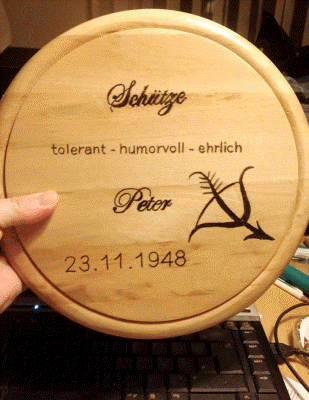 Schütze
tolerant - humorvoll - ehrlich
Peter
23.11.1948